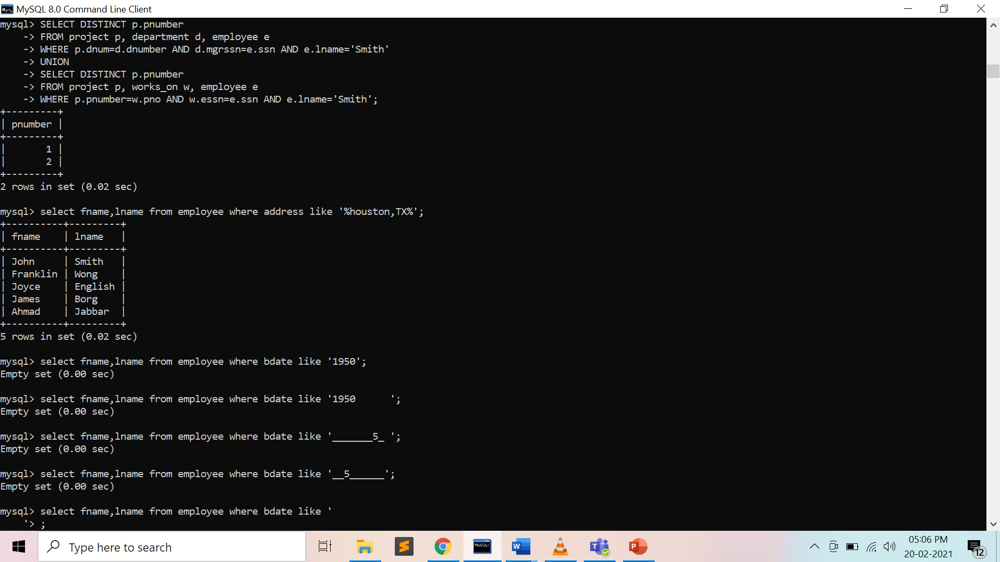 MySQL 8.0 Command Line Client
mysql> SELECT DISTINCT p.pnumber
    -> FROM project p, department d, employee e
    -> WHERE p.dnum=d.dnumber AND d.mgrssn=e.ssn AND e.lname='Smith'
    -> UNION
    -> SELECT DISTINCT p.pnumber
    -> FROM project p, works_on w, employee e
    -> WHERE p.pnumber=w.pno AND w.essn=e.ssn AND e.lname='Smith';
+---------+
| pnumber |
+---------+
|       1 |
|       2 |
+---------+
2 rows in set (0.02 sec)
mysql> select fname,lname from employee where address like '%houston,TX%';
+----------+---------+
| fname    | lname   |
+----------+---------+
| John     | Smith   |
| Franklin | Wong    |
| Joyce    | English |
| James    | Borg    |
| Ahmad    | Jabbar  |
+----------+---------+
5 rows in set (0.02 sec)
mysql> select fname,lname from employee where bdate like '1950';
Empty set (0.00 sec)
mysql> select fname,lname from employee where bdate like '1950      ';
Empty set (0.00 sec)
mysql> select fname,lname from employee where bdate like '_______5_ ';
Empty set (0.00 sec)
mysql> select fname,lname from employee where bdate like '__5______';
Empty set (0.00 sec)
mysql> select fname,lname from employee where bdate like '
    '> ;
Type here to search
MySQL>
W
T
P
05:06 PM
20-02-2021
12